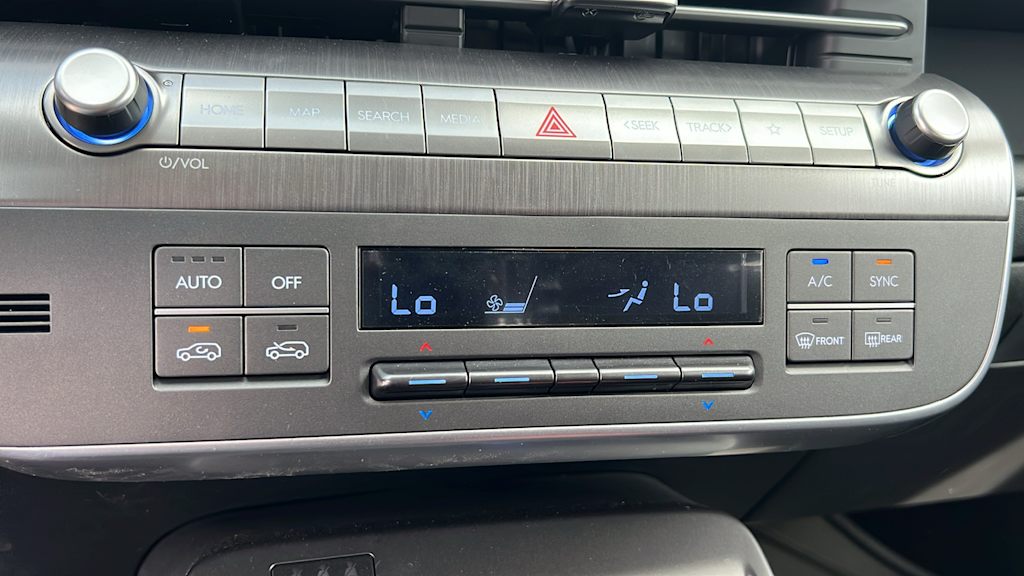 HOME MAP SEARCH MEDIA <SEEK TRACK> SETUP
⏻/VOL TUNE
AUTO OFF
Lo Lo
A/C SYNC
FRONT REAR